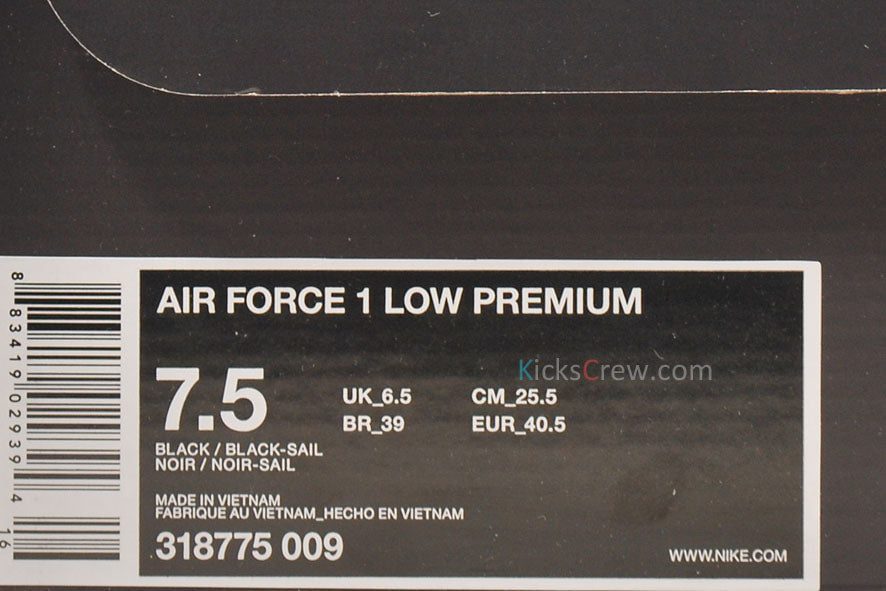 AIR FORCE 1 LOW PREMIUM
KicksCrew.com
7.5
UK_6.5 CM_25.5
BR_39 EUR_40.5
BLACK / BLACK-SAIL
NOIR / NOIR-SAIL
MADE IN VIETNAM
FABRIQUE AU VIETNAM_HECHO EN VIETNAM
318775 009
WWW.NIKE.COM
8 83419 02939 4
16